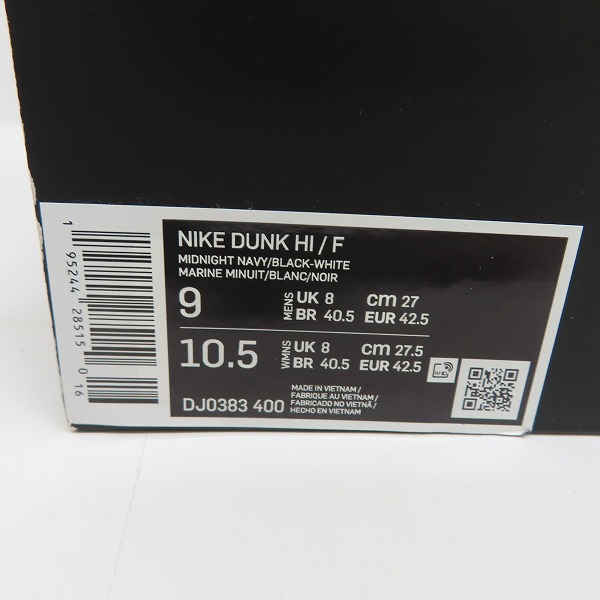 NIKE DUNK HI / F
MIDNIGHT NAVY/BLACK-WHITE
MARINE MINUIT/BLANC/NOIR
9 MENS UK 8 cm 27
BR 40.5 EUR 42.5
10.5 WMNS UK 8 cm 27.5
BR 40.5 EUR 42.5
DJ0383 400
MADE IN VIETNAM /
FABRIQUE AU VIETNAM /
FABRICADO NO VIETNÃ /
HECHO EN VIETNAM
1 95244 28515 016